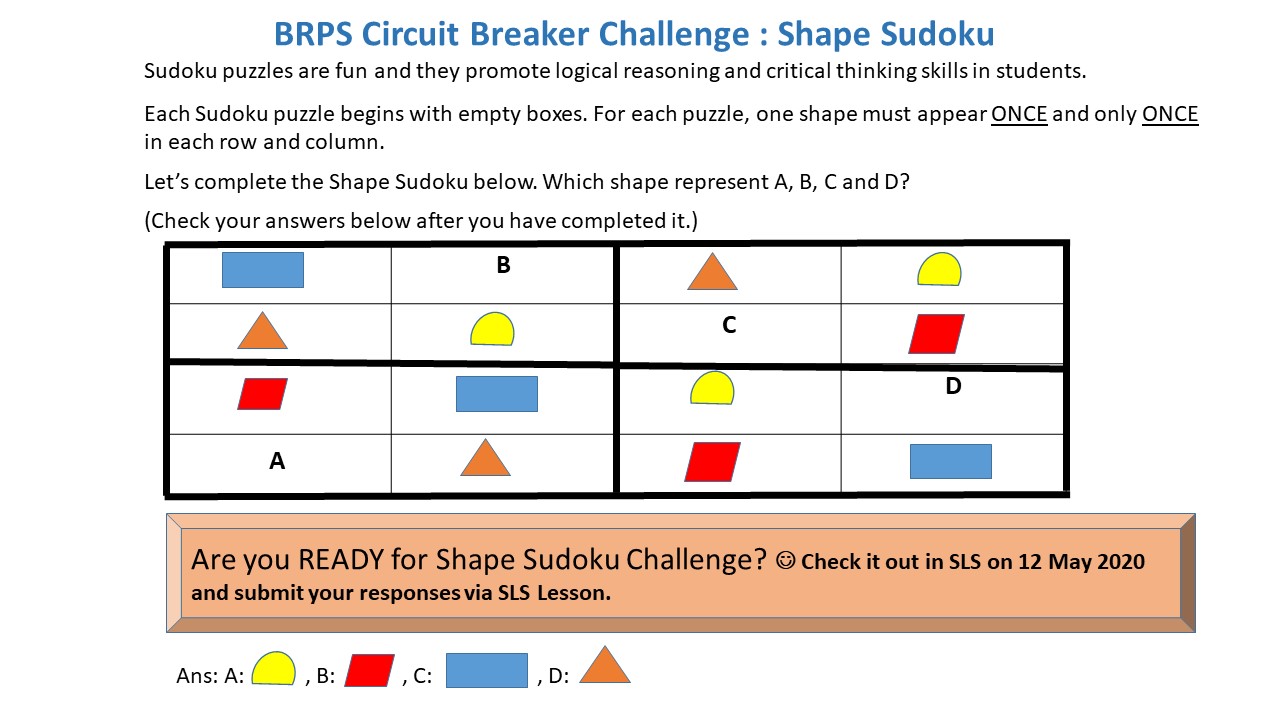 BRPS Circuit Breaker Challenge : Shape Sudoku
Sudoku puzzles are fun and they promote logical reasoning and critical thinking skills in students.
Each Sudoku puzzle begins with empty boxes. For each puzzle, one shape must appear ONCE and only ONCE
in each row and column.
Let’s complete the Shape Sudoku below. Which shape represent A, B, C and D?
(Check your answers below after you have completed it.)
B
C
D
A
Are you READY for Shape Sudoku Challenge? ☺ Check it out in SLS on 12 May 2020
and submit your responses via SLS Lesson.
Ans: A: , B: , C: , D: